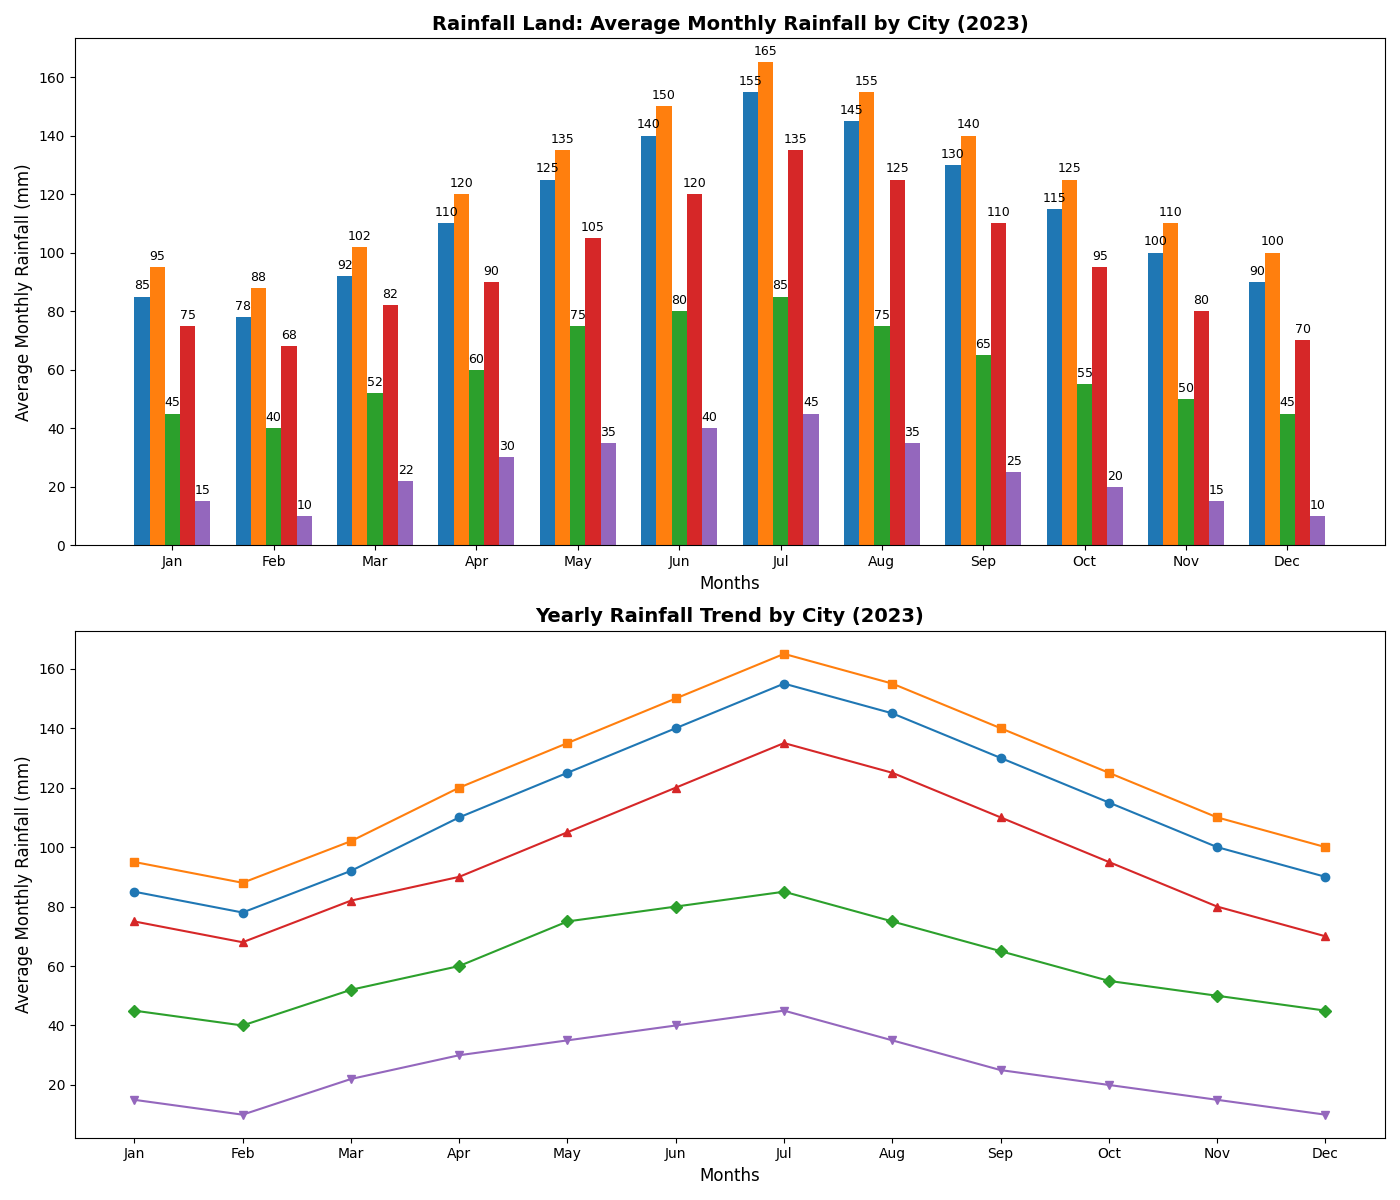 Rainfall Land: Average Monthly Rainfall by City (2023)
Average Monthly Rainfall (mm)
160
140
120
100
80
60
40
20
0
85 95 45 75 15
78 88 40 68 10
92 102 52 82 22
110 120 60 90 30
125 135 75 105 35
140 150 80 120 40
155 165 85 135 45
145 155 75 125 35
130 140 65 110 25
115 125 55 95 20
100 110 50 80 15
90 100 45 70 10
Jan Feb Mar Apr May Jun Jul Aug Sep Oct Nov Dec
Months
Yearly Rainfall Trend by City (2023)
Average Monthly Rainfall (mm)
160
140
120
100
80
60
40
20
Jan Feb Mar Apr May Jun Jul Aug Sep Oct Nov Dec
Months